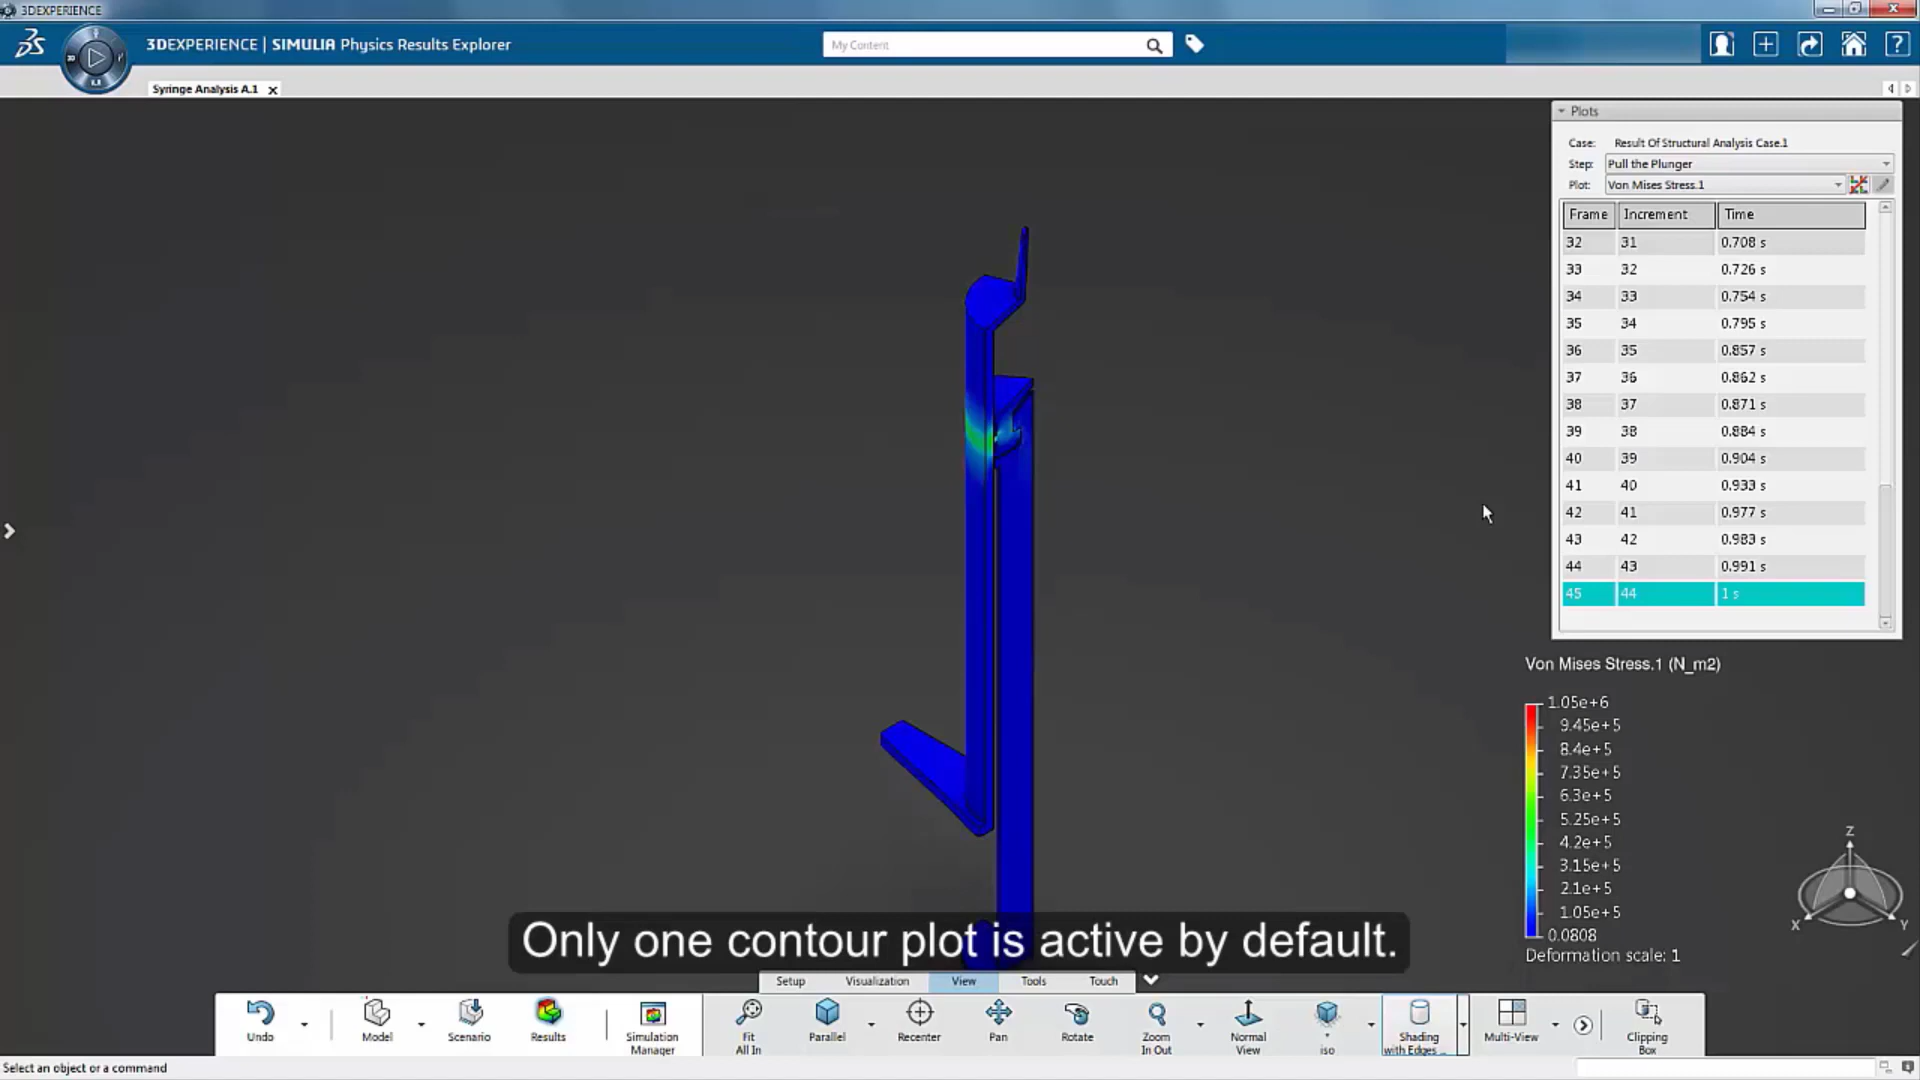 3DEXPERIENCE
3DEXPERIENCE | SIMULIA Physics Results Explorer
My Content
Syringe Analysis A.1
Plots
Case: Result Of Structural Analysis Case.1
Step: Pull the Plunger
Plot: Von Mises Stress.1
Frame Increment Time
32 31 0.708 s
33 32 0.726 s
34 33 0.754 s
35 34 0.795 s
36 35 0.857 s
37 36 0.862 s
38 37 0.871 s
39 38 0.884 s
40 39 0.904 s
41 40 0.933 s
42 41 0.977 s
43 42 0.983 s
44 43 0.991 s
45 44 1 s
Von Mises Stress.1 (N_m2)
1.05e+6
9.45e+5
8.4e+5
7.35e+5
6.3e+5
5.25e+5
4.2e+5
3.15e+5
2.1e+5
1.05e+5
0.0808
Deformation scale: 1
Z
X
Y
Only one contour plot is active by default.
Setup Visualization View Tools Touch
Undo
Model
Scenario
Results
Simulation
Manager
Fit
All In
Parallel
Recenter
Pan
Rotate
Zoom
In Out
Normal
View
iso
Shading
with Edges ...
Multi-View
Clipping
Box
Select an object or a command